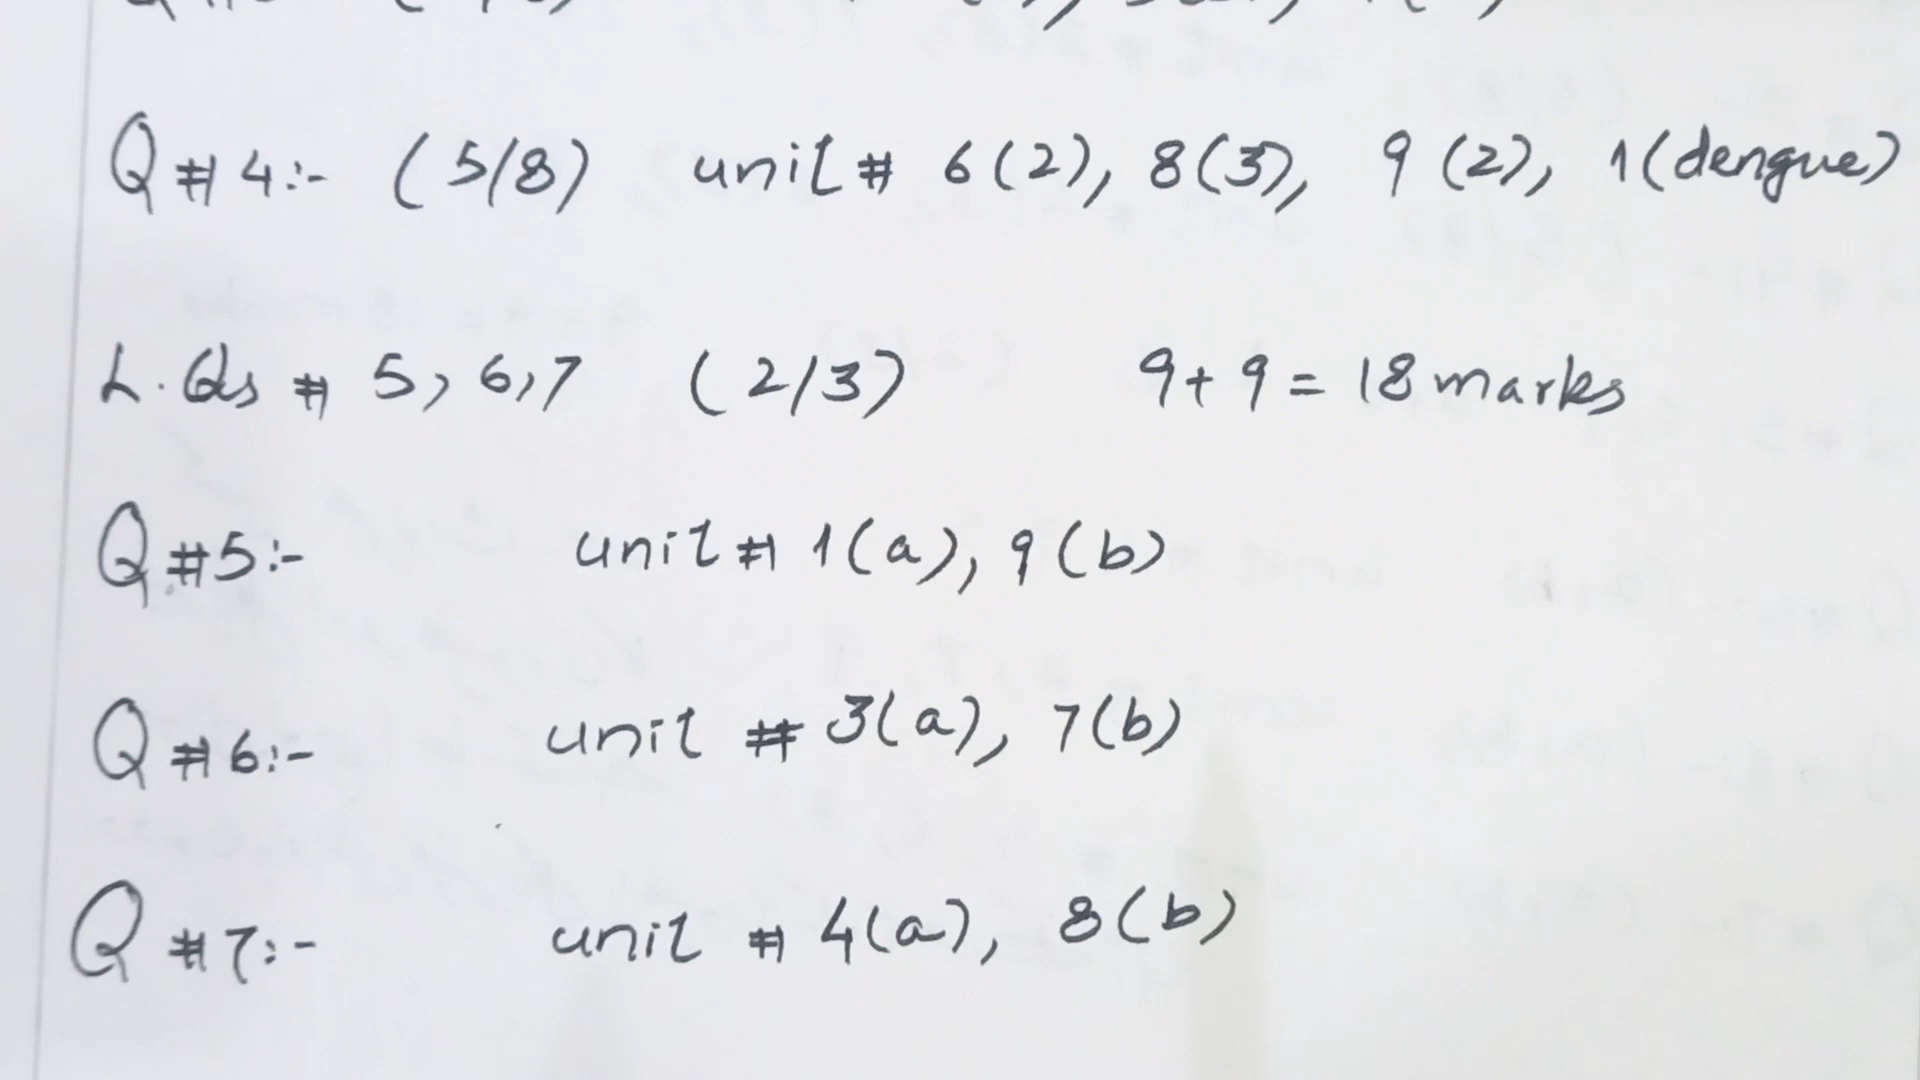 Q # 4:- (5/8) unit # 6(2), 8(3), 9(2), 1(dengue)
L. Qs # 5, 6, 7 (2/3) 9+9 = 18 marks
Q #5:- unit # 1(a), 9(b)
Q #6:- unit # 3(a), 7(b)
Q #7:- unit # 4(a), 8(b)